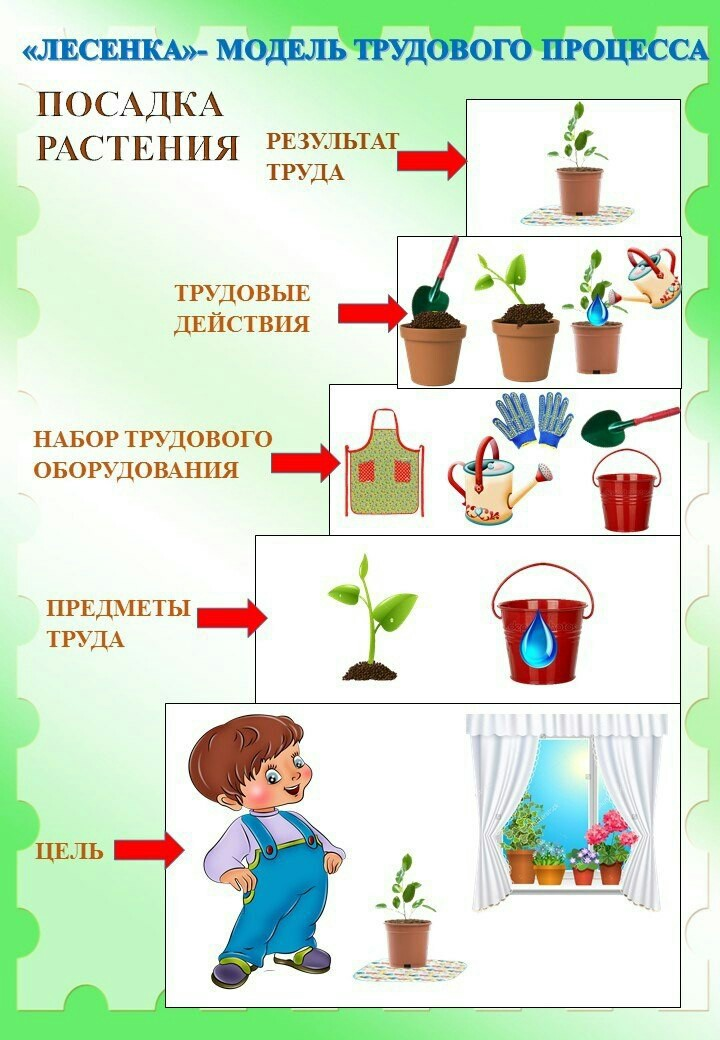 «ЛЕСЕНКА»- МОДЕЛЬ ТРУДОВОГО ПРОЦЕССА
ПОСАДКА
РАСТЕНИЯ
РЕЗУЛЬТАТ
ТРУДА
ТРУДОВЫЕ
ДЕЙСТВИЯ
НАБОР ТРУДОВОГО
ОБОРУДОВАНИЯ
ПРЕДМЕТЫ
ТРУДА
ЦЕЛЬ